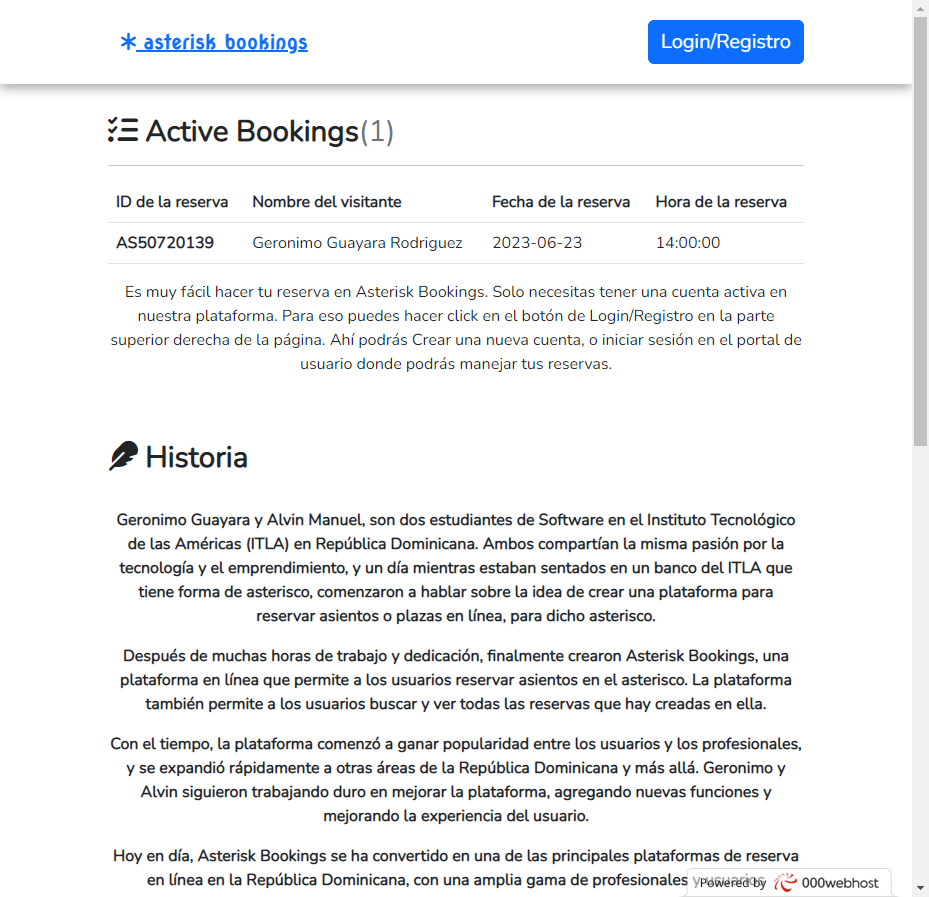 * asterisk bookings
Login/Registro
Active Bookings(1)
ID de la reserva Nombre del visitante Fecha de la reserva Hora de la reserva
AS50720139 Geronimo Guayara Rodriguez 2023-06-23 14:00:00
Es muy fácil hacer tu reserva en Asterisk Bookings. Solo necesitas tener una cuenta activa en
nuestra plataforma. Para eso puedes hacer click en el botón de Login/Registro en la parte
superior derecha de la página. Ahí podrás Crear una nueva cuenta, o iniciar sesión en el portal de
usuario donde podrás manejar tus reservas.
Historia
Geronimo Guayara y Alvin Manuel, son dos estudiantes de Software en el Instituto Tecnológico
de las Américas (ITLA) en República Dominicana. Ambos compartían la misma pasión por la
tecnología y el emprendimiento, y un día mientras estaban sentados en un banco del ITLA que
tiene forma de asterisco, comenzaron a hablar sobre la idea de crear una plataforma para
reservar asientos o plazas en línea, para dicho asterisco.
Después de muchas horas de trabajo y dedicación, finalmente crearon Asterisk Bookings, una
plataforma en línea que permite a los usuarios reservar asientos en el asterisco. La plataforma
también permite a los usuarios buscar y ver todas las reservas que hay creadas en ella.
Con el tiempo, la plataforma comenzó a ganar popularidad entre los usuarios y los profesionales,
y se expandió rápidamente a otras áreas de la República Dominicana y más allá. Geronimo y
Alvin siguieron trabajando duro en mejorar la plataforma, agregando nuevas funciones y
mejorando la experiencia del usuario.
Hoy en día, Asterisk Bookings se ha convertido en una de las principales plataformas de reserva
en línea en la República Dominicana, con una amplia gama de profesionales y usuarios
Powered by 000webhost